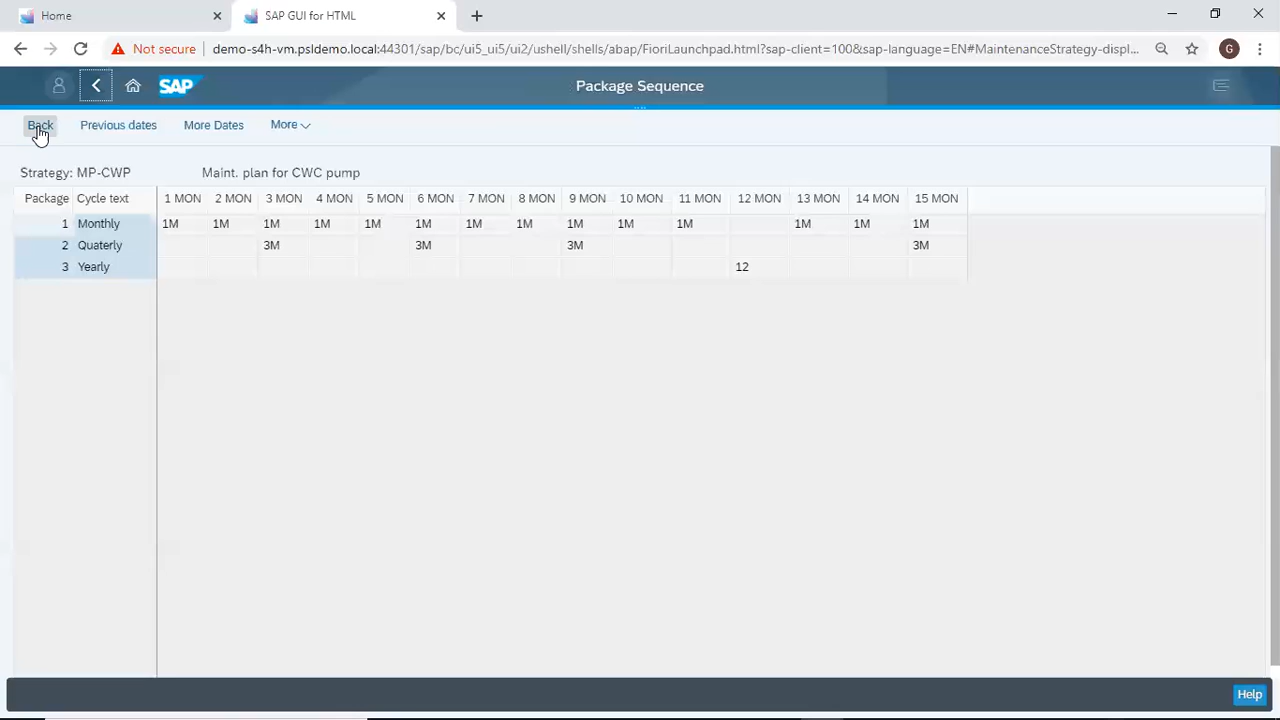 Home
SAP GUI for HTML
Not secure demo-s4h-vm.psldemo.local:44301/sap/bc/ui5_ui5/ui2/ushell/shells/abap/FioriLaunchpad.html?sap-client=100&sap-language=EN#MaintenanceStrategy-displ... G
SAP Package Sequence
Back Previous dates More Dates More
Strategy: MP-CWP Maint. plan for CWC pump
Package Cycle text 1 MON 2 MON 3 MON 4 MON 5 MON 6 MON 7 MON 8 MON 9 MON 10 MON 11 MON 12 MON 13 MON 14 MON 15 MON
1 Monthly 1M 1M 1M 1M 1M 1M 1M 1M 1M 1M 1M 1M 1M 1M
2 Quaterly 3M 3M 3M 3M
3 Yearly 12
Help